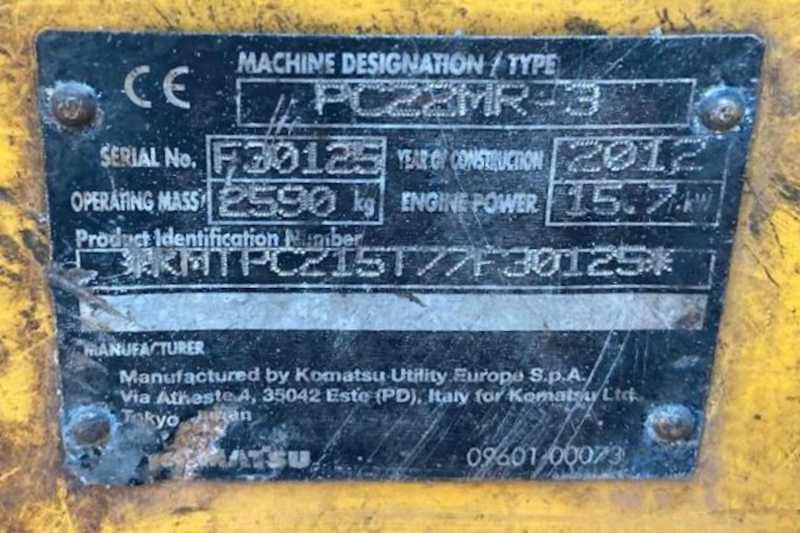 CE MACHINE DESIGNATION / TYPE
PC22MR-3
SERIAL No. F30125 YEAR OF CONSTRUCTION 2012
OPERATING MASS 2590 kg ENGINE POWER 15.7 kW
Product Identification Number
*KMTPC215T77F30125*
MANUFACTURER
Manufactured by Komatsu Utility Europe S.p.A.
Via Atheste 4, 35042 Este (PD), Italy for Komatsu Ltd.
Tokyo, Japan
KOMATSU 09601-00073